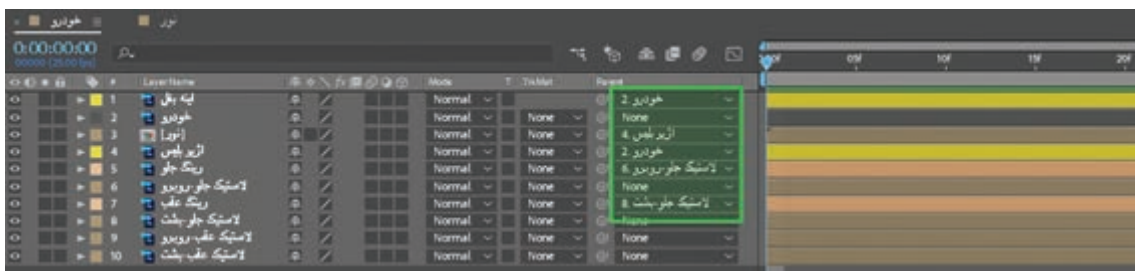 خودرو
نور
0:00:00:00
00000 (25.00 fps)
# Layer Name Mode T TrkMat Parent
00f 05f 10f 15f 20f
1 اینه بغل Normal 2. خودرو
2 خودرو Normal None None
3 [نور] Normal None 4. اژیر پلیس
4 اژیر پلیس Normal None 2. خودرو
5 رینگ جلو Normal None 6. لاستیک جلو-روبرو
6 لاستیک جلو-روبرو Normal None None
7 رینگ عقب Normal None 8. لاستیک جلو-پشت
8 لاستیک جلو-پشت Normal None None
9 لاستیک عقب-روبرو Normal None None
10 لاستیک عقب-پشت Normal None None